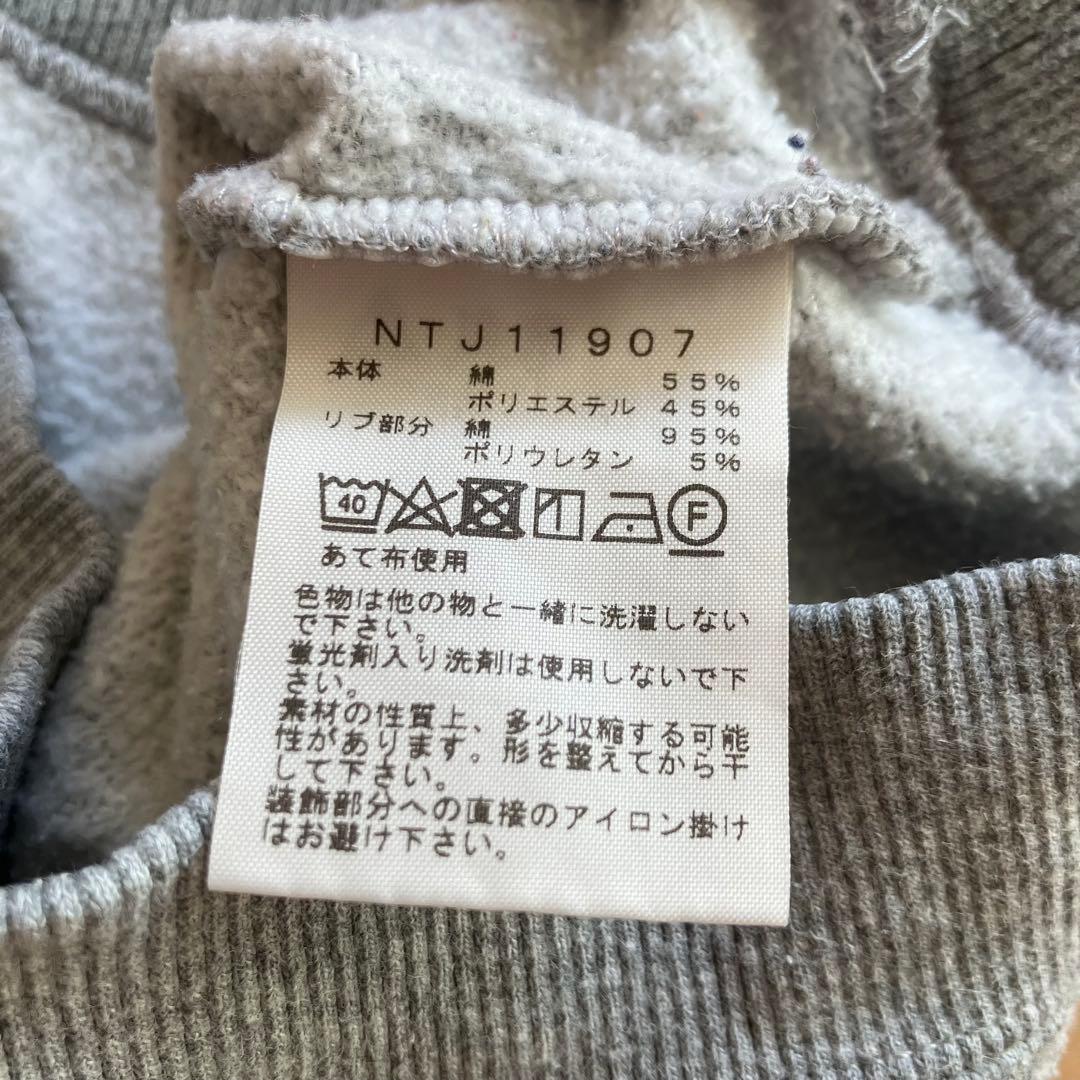 NTJ11907
本体 綿 55%
ポリエステル 45%
リブ部分 綿 95%
ポリウレタン 5%
40 F
あて布使用
色物は他の物と一緒に洗濯しない
で下さい。
蛍光剤入り洗剤は使用しないで下
さい。
素材の性質上、多少収縮する可能
性があります。形を整えてから干
して下さい。
装飾部分への直接のアイロン掛け
はお避け下さい。